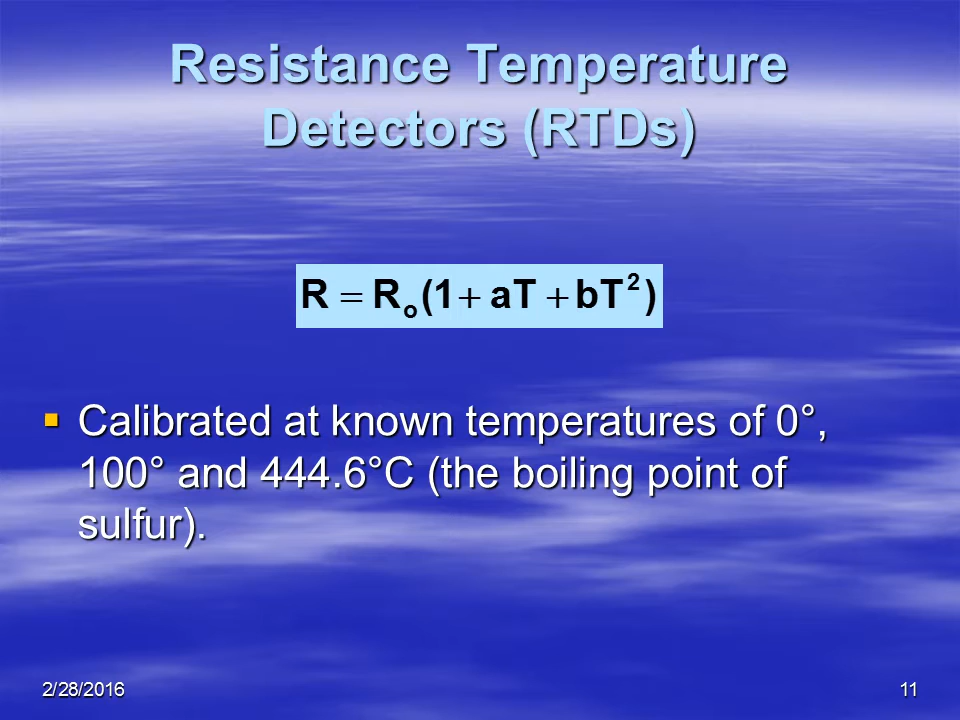 Resistance Temperature
Detectors (RTDs)
R = Rₒ(1+ aT + bT²)
▪ Calibrated at known temperatures of 0°,
100° and 444.6°C (the boiling point of
sulfur).
2/28/2016 11